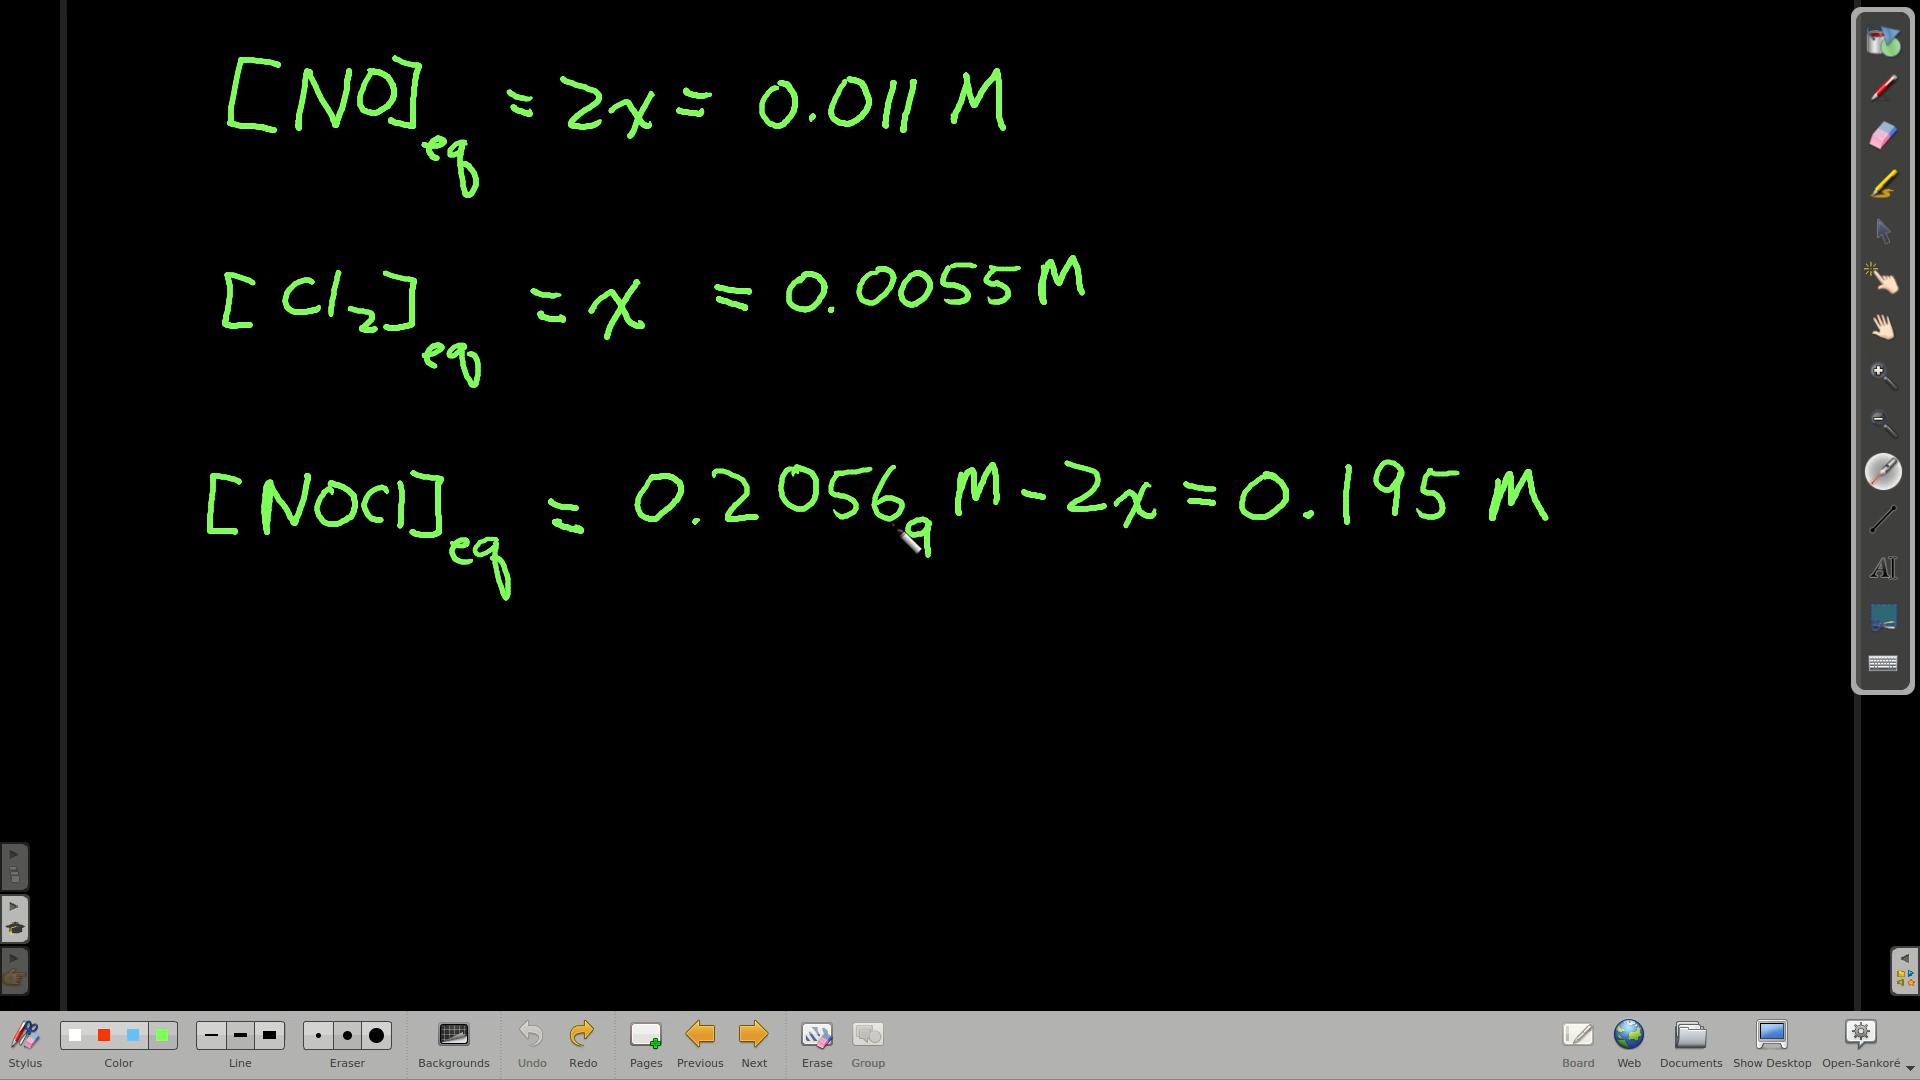 [NO]eq = 2x = 0.011 M
[Cl2]eq = x = 0.0055 M
[NOCl]eq = 0.20569 M - 2x = 0.195 M
AI
Stylus Color Line Eraser Backgrounds Undo Redo Pages Previous Next Erase Group Board Web Documents Show Desktop Open-Sankoré